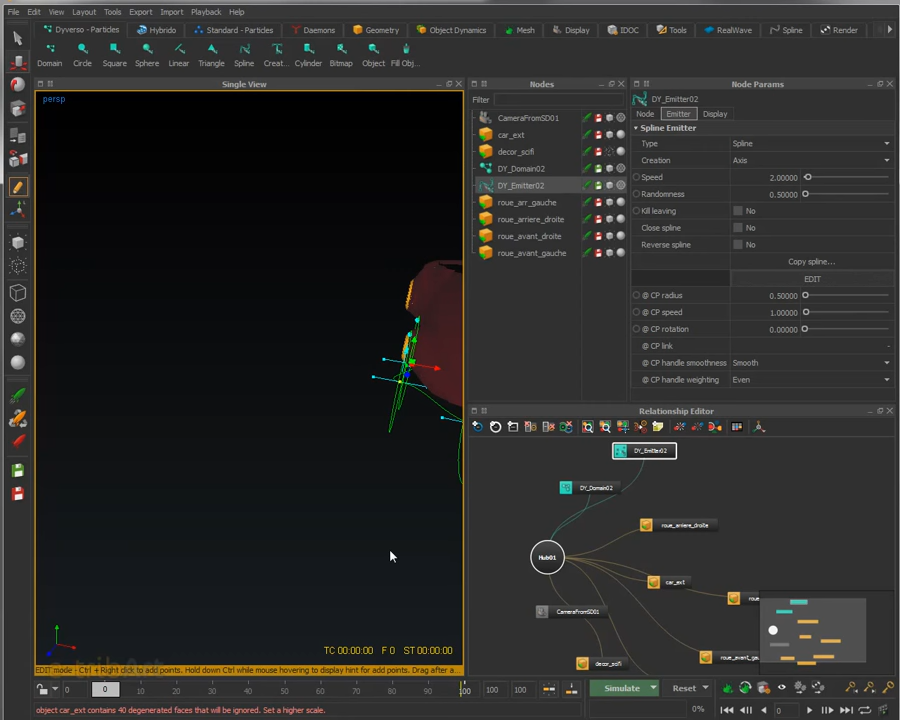 File Edit View Layout Tools Export Import Playback Help
Dyverso - Particles Hybrido Standard - Particles Daemons Geometry Object Dynamics Mesh Display IDOC Tools RealWave Spline Render
Domain Circle Square Sphere Linear Triangle Spline Creat... Cylinder Bitmap Object Fill Obj...
Single View
persp
TC 00:00:00 F 0 ST 00:00:00
EDIT mode - Ctrl + Right click to add points. Hold down Ctrl while mouse hovering to display hint for add points. Drag after a
Nodes
Filter
CameraFromSD01
car_ext
decor_scifi
DY_Domain02
DY_Emitter02
roue_arr_gauche
roue_arriere_droite
roue_avant_droite
roue_avant_gauche
Node Params
DY_Emitter02
Node Emitter Display
Spline Emitter
Type Spline
Creation Axis
Speed 2.00000
Randomness 0.50000
Kill leaving No
Close spline No
Reverse spline No
Copy spline...
EDIT
@ CP radius 0.50000
@ CP speed 1.00000
@ CP rotation 0.00000
@ CP link -
@ CP handle smoothness Smooth
@ CP handle weighting Even
Relationship Editor
DY_Emitter02
DY_Domain02
roue_arriere_droite
Hub01
car_ext
roue
CameraFromSD01
roue_avant_gau
decor_scifi
0 0 10 20 30 40 50 60 70 80 90 100 100 100
Simulate Reset
object car_ext contains 40 degenerated faces that will be ignored. Set a higher scale.
0% 0